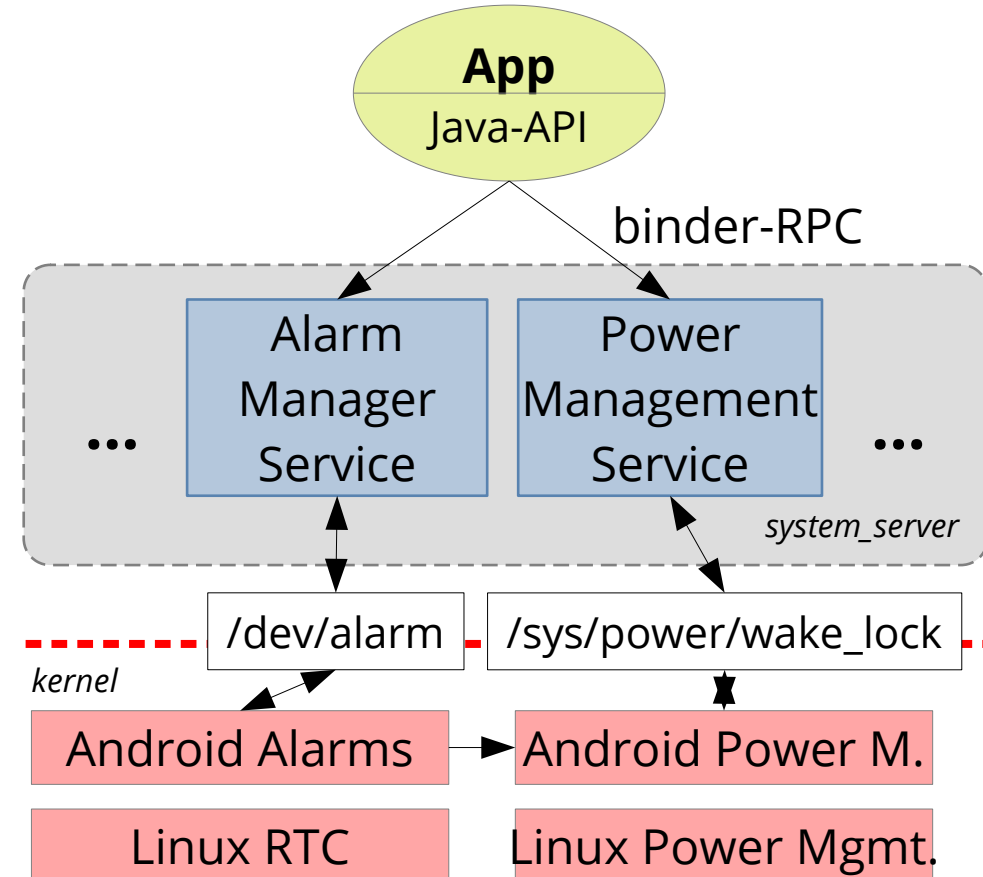 App
Java-API
binder-RPC
Alarm
Manager
Service
Power
Management
Service
...
...
system_server
/dev/alarm
/sys/power/wake_lock
kernel
Android Alarms
Android Power M.
Linux RTC
Linux Power Mgmt.